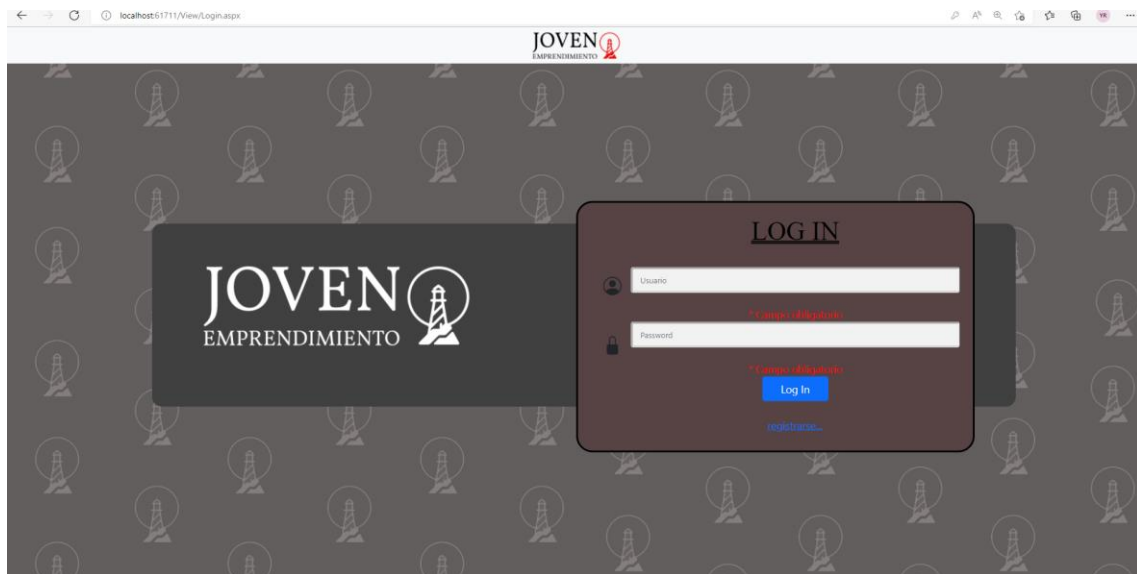 localhost:61711/View/Login.aspx
YR
JOVEN
EMPRENDIMIENTO
JOVEN
EMPRENDIMIENTO
LOG IN
Usuario
* Campo obligatorio
Password
* Campo obligatorio
Log In
registrarse...